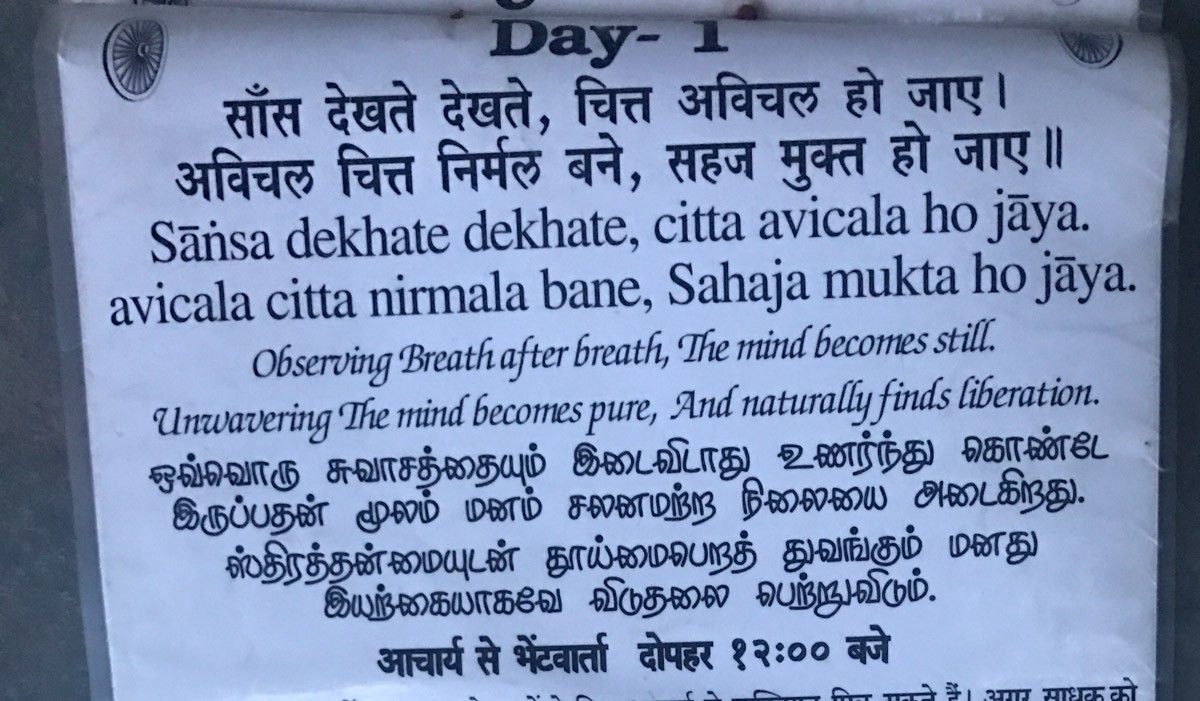 Day- 1
साँस देखते देखते, चित्त अविचल हो जाए।
अविचल चित्त निर्मल बने, सहज मुक्त हो जाए॥
Sāṅsa dekhate dekhate, citta avicala ho jāya.
avicala citta nirmala bane, Sahaja mukta ho jāya.
Observing Breath after breath, The mind becomes still.
Unwavering The mind becomes pure, And naturally finds liberation.
ஒவ்வொரு சுவாசத்தையும் இடைவிடாது உணர்ந்து கொண்டே
இருப்பதன் மூலம் மனம் சலனமற்ற நிலையை அடைகிறது.
ஸ்திரத்தன்மையுடன் தூய்மைபெறத் துவங்கும் மனது
இயற்கையாகவே விடுதலை பெற்றுவிடும்.
आचार्य से भेंटवार्ता दोपहर १२:०० बजे
हैं। अगर साधक को